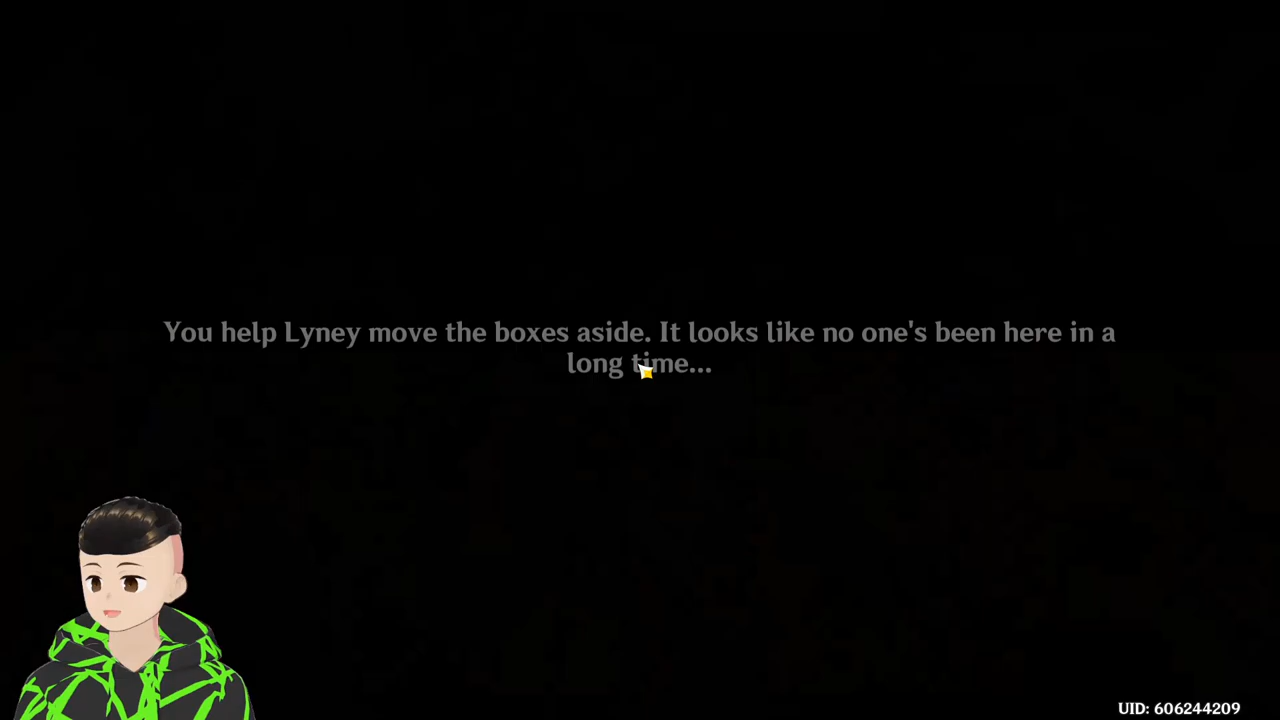 You help Lyney move the boxes aside. It looks like no one's been here in a
long time...
UID: 606244209